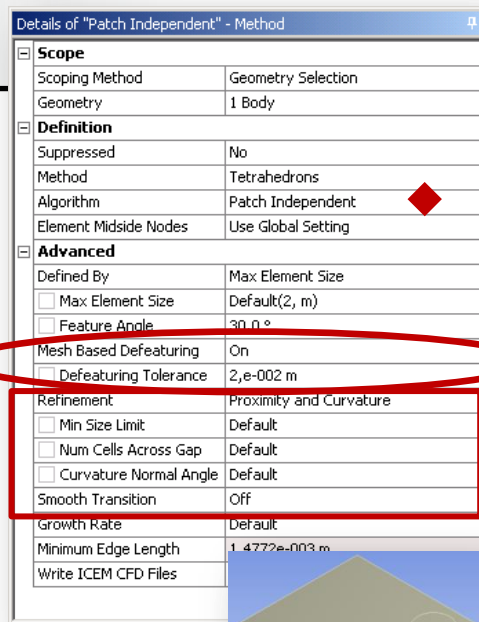 Details of "Patch Independent" - Method
Scope
Scoping Method Geometry Selection
Geometry 1 Body
Definition
Suppressed No
Method Tetrahedrons
Algorithm Patch Independent
Element Midside Nodes Use Global Setting
Advanced
Defined By Max Element Size
Max Element Size Default(2, m)
Feature Angle 30.0 °
Mesh Based Defeaturing On
Defeaturing Tolerance 2,e-002 m
Refinement Proximity and Curvature
Min Size Limit Default
Num Cells Across Gap Default
Curvature Normal Angle Default
Smooth Transition Off
Growth Rate Default
Minimum Edge Length 1.4772e-003 m
Write ICEM CFD Files